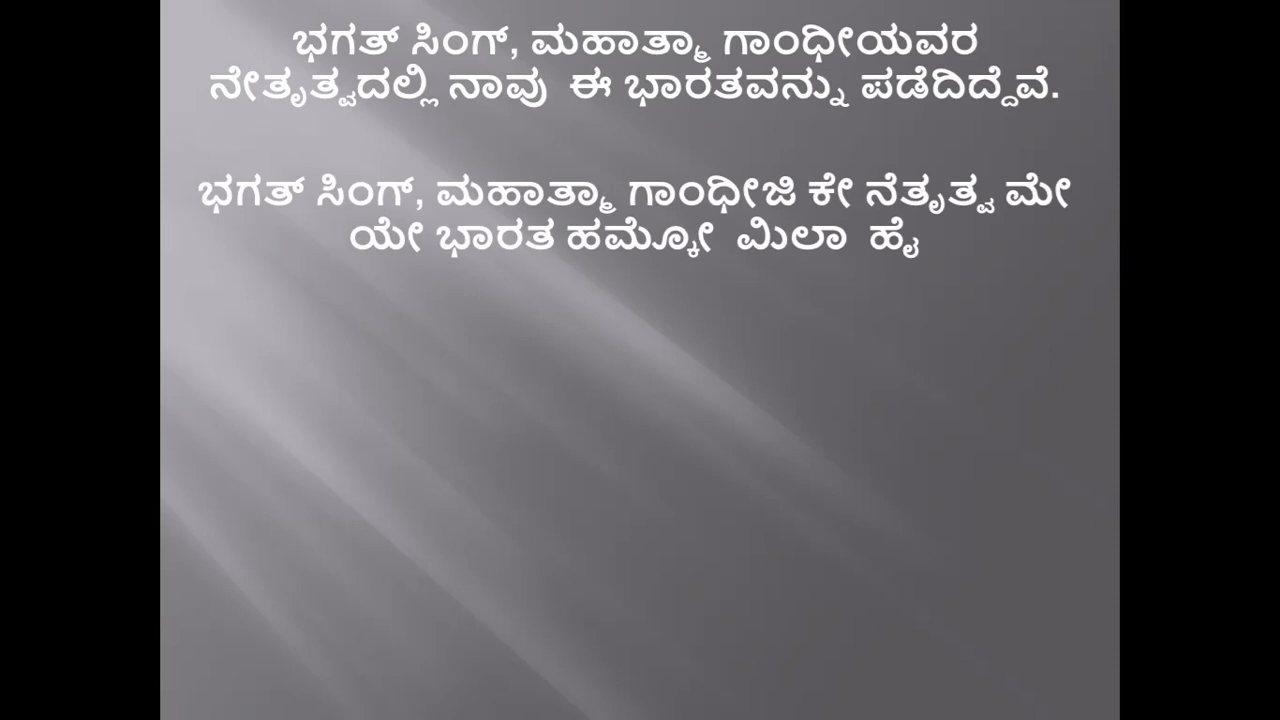 ಭಗತ್ ಸಿಂಗ್, ಮಹಾತ್ಮಾ ಗಾಂಧೀಯವರ
ನೇತೃತ್ವದಲ್ಲಿ ನಾವು ಈ ಭಾರತವನ್ನು ಪಡೆದಿದ್ದೆವೆ.
ಭಗತ್ ಸಿಂಗ್, ಮಹಾತ್ಮಾ ಗಾಂಧೀಜಿ ಕೇ ನೆತೃತ್ವ ಮೇ
ಯೇ ಭಾರತ ಹಮ್ಕೋ ಮಿಲಾ ಹೈ